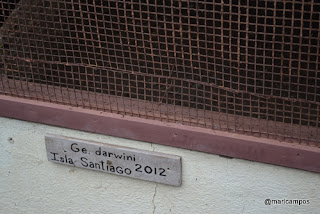 Ge. darwini
Isla Santiago 2012
@maricampos